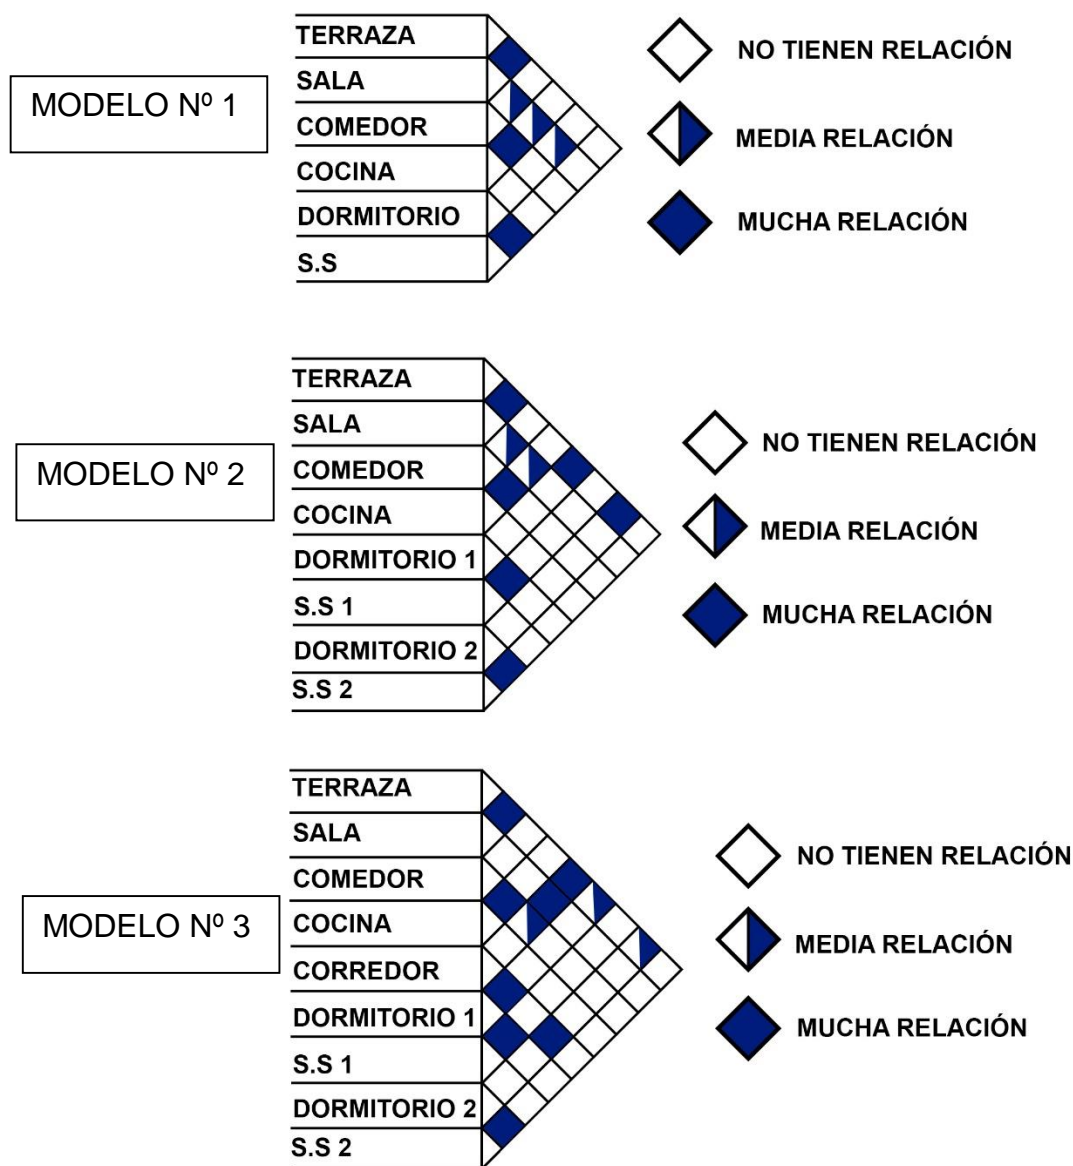 MODELO Nº 1
TERRAZA
SALA
COMEDOR
COCINA
DORMITORIO
S.S
NO TIENEN RELACIÓN
MEDIA RELACIÓN
MUCHA RELACIÓN
MODELO Nº 2
TERRAZA
SALA
COMEDOR
COCINA
DORMITORIO 1
S.S 1
DORMITORIO 2
S.S 2
NO TIENEN RELACIÓN
MEDIA RELACIÓN
MUCHA RELACIÓN
MODELO Nº 3
TERRAZA
SALA
COMEDOR
COCINA
CORREDOR
DORMITORIO 1
S.S 1
DORMITORIO 2
S.S 2
NO TIENEN RELACIÓN
MEDIA RELACIÓN
MUCHA RELACIÓN